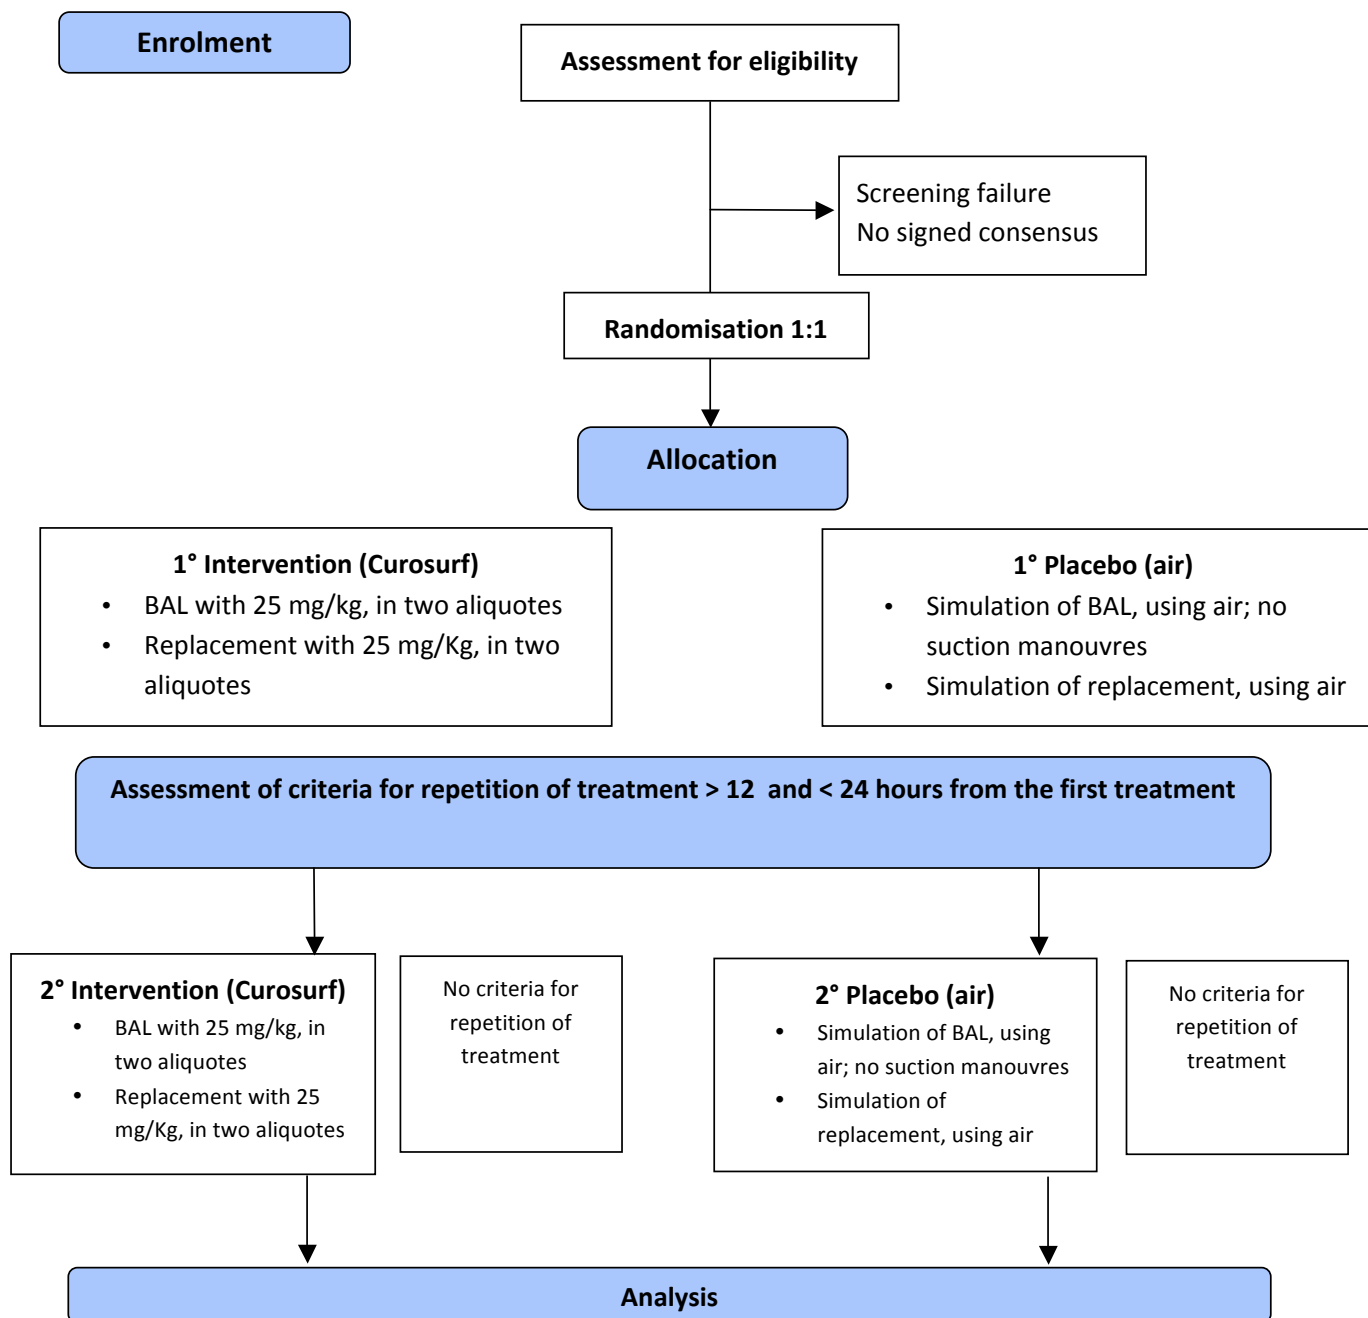 Enrolment
Assessment for eligibility
Screening failure
No signed consensus
Randomisation 1:1
Allocation
1° Intervention (Curosurf)
• BAL with 25 mg/kg, in two aliquotes
• Replacement with 25 mg/Kg, in two
aliquotes
1° Placebo (air)
• Simulation of BAL, using air; no
suction manouvres
• Simulation of replacement, using air
Assessment of criteria for repetition of treatment > 12 and < 24 hours from the first treatment
2° Intervention (Curosurf)
• BAL with 25 mg/kg, in
two aliquotes
• Replacement with 25
mg/Kg, in two aliquotes
No criteria for
repetition of
treatment
2° Placebo (air)
• Simulation of BAL, using
air; no suction manouvres
• Simulation of
replacement, using air
No criteria for
repetition of
treatment
Analysis